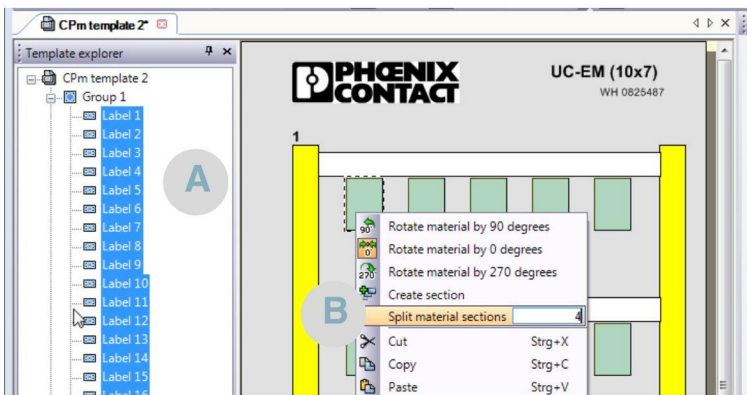 CPm template 2*
Template explorer
CPm template 2
Group 1
Label 1
Label 2
Label 3
Label 4
Label 5
Label 6
Label 7
Label 8
Label 9
Label 10
Label 11
Label 12
Label 13
Label 14
Label 15
Label 16
A
PHŒNIX
CONTACT
UC-EM (10x7)
WH 0825487
1
90°
Rotate material by 90 degrees
0°
Rotate material by 0 degrees
270°
Rotate material by 270 degrees
Create section
B
Split material sections 4
Cut Strg+X
Copy Strg+C
Paste Strg+V